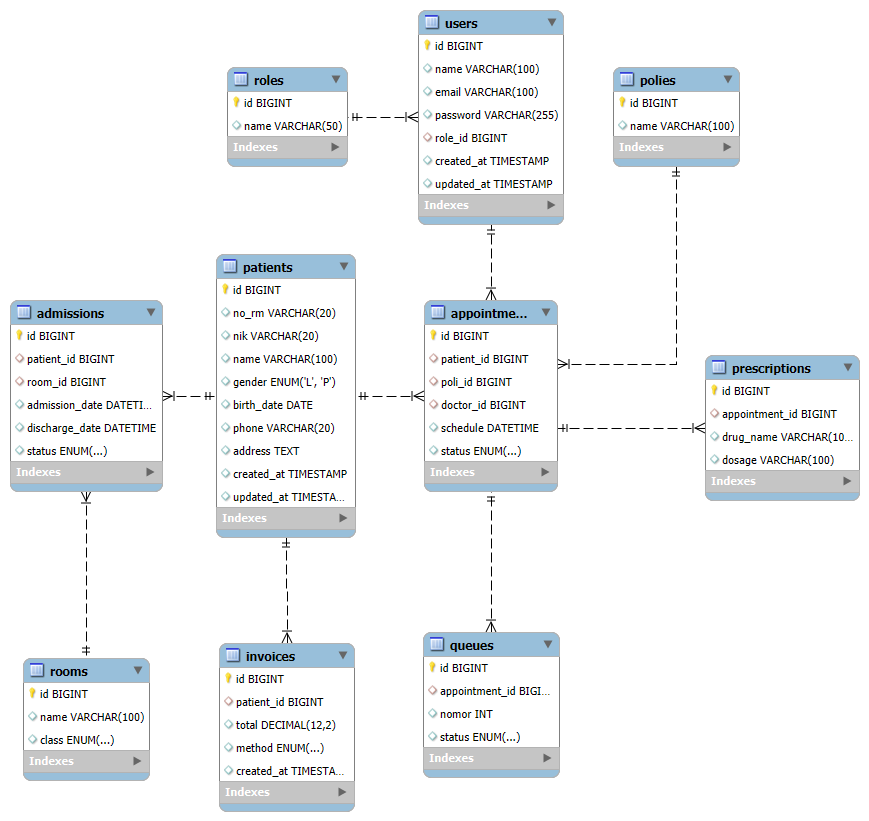 users
id BIGINT
name VARCHAR(100)
email VARCHAR(100)
password VARCHAR(255)
role_id BIGINT
created_at TIMESTAMP
updated_at TIMESTAMP
Indexes
roles
id BIGINT
name VARCHAR(50)
Indexes
polies
id BIGINT
name VARCHAR(100)
Indexes
patients
id BIGINT
no_rm VARCHAR(20)
nik VARCHAR(20)
name VARCHAR(100)
gender ENUM('L', 'P')
birth_date DATE
phone VARCHAR(20)
address TEXT
created_at TIMESTAMP
updated_at TIMESTA...
Indexes
admissions
id BIGINT
patient_id BIGINT
room_id BIGINT
admission_date DATETI...
discharge_date DATETIME
status ENUM(...)
Indexes
appointme...
id BIGINT
patient_id BIGINT
poli_id BIGINT
doctor_id BIGINT
schedule DATETIME
status ENUM(...)
Indexes
prescriptions
id BIGINT
appointment_id BIGINT
drug_name VARCHAR(10...
dosage VARCHAR(100)
Indexes
rooms
id BIGINT
name VARCHAR(100)
class ENUM(...)
Indexes
invoices
id BIGINT
patient_id BIGINT
total DECIMAL(12,2)
method ENUM(...)
created_at TIMESTA...
Indexes
queues
id BIGINT
appointment_id BIGI...
nomor INT
status ENUM(...)
Indexes